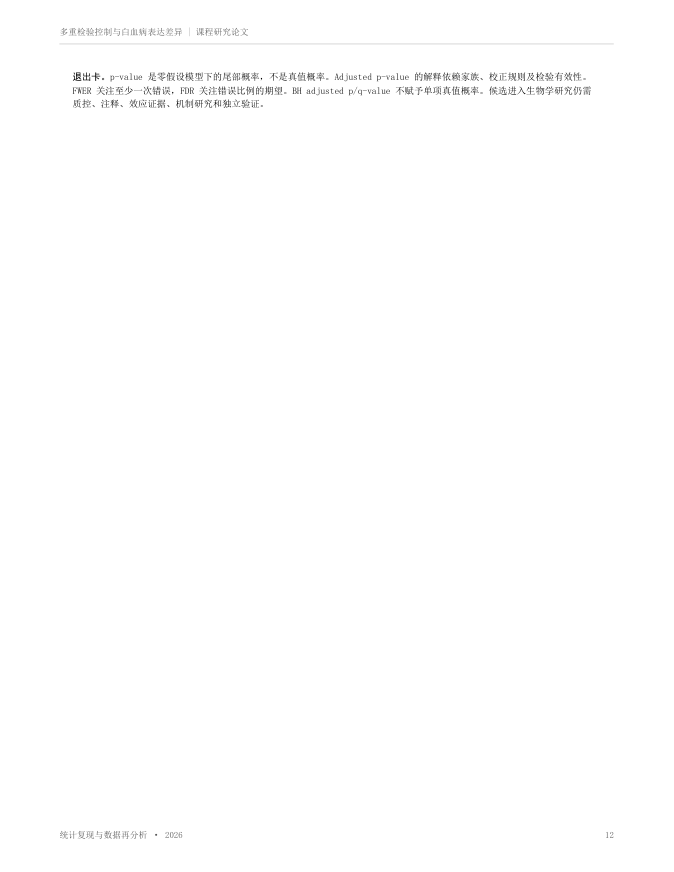 多重检验控制与白血病表达差异 | 课程研究论文
退出卡。p-value 是零假设模型下的尾部概率，不是真值概率。Adjusted p-value 的解释依赖家族、校正规则及检验有效性。
FWER 关注至少一次错误，FDR 关注错误比例的期望。BH adjusted p/q-value 不赋予单项真值概率。候选进入生物学研究仍需
质控、注释、效应证据、机制研究和独立验证。
统计复现与数据再分析 • 2026
12